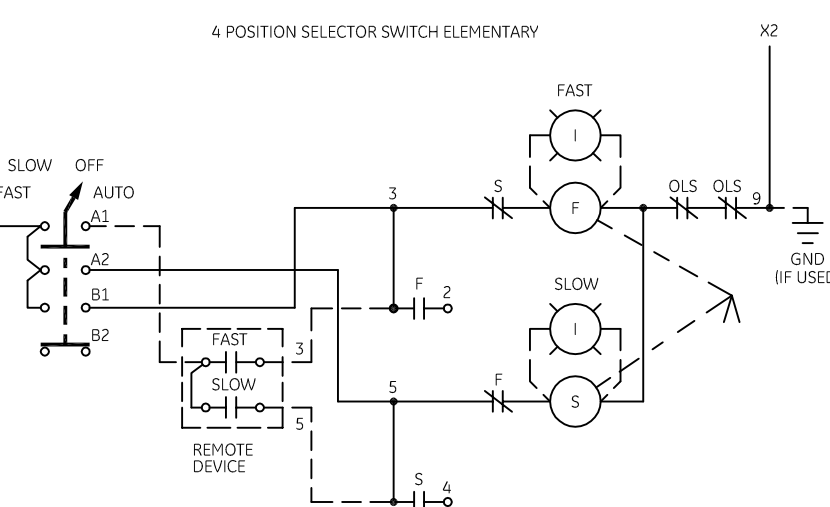 4 POSITION SELECTOR SWITCH ELEMENTARY
X2
FAST
I
SLOW OFF
FAST AUTO
A1
3
S
F
OLS OLS
9
A2
B1
F
2
GND
(IF USED
SLOW
I
B2
FAST
3
SLOW
5
F
S
5
REMOTE
DEVICE
S
4